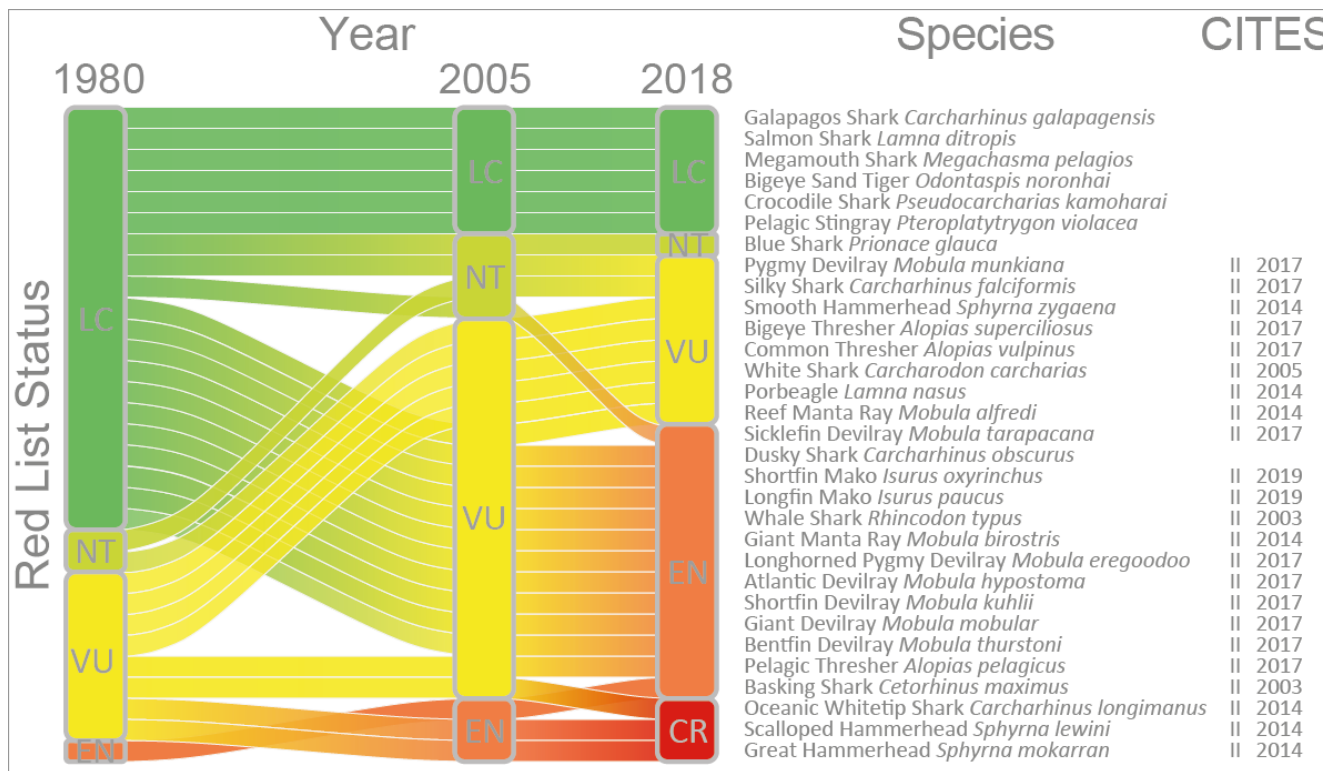 Year
Species
CITES
1980
2005
2018
Red List Status
LC
NT
VU
EN
LC
NT
VU
EN
LC
NT
VU
EN
CR
Galapagos Shark Carcharhinus galapagensis
Salmon Shark Lamna ditropis
Megamouth Shark Megachasma pelagios
Bigeye Sand Tiger Odontaspis noronhai
Crocodile Shark Pseudocarcharias kamoharai
Pelagic Stingray Pteroplatytrygon violacea
Blue Shark Prionace glauca
Pygmy Devilray Mobula munkiana II 2017
Silky Shark Carcharhinus falciformis II 2017
Smooth Hammerhead Sphyrna zygaena II 2014
Bigeye Thresher Alopias superciliosus II 2017
Common Thresher Alopias vulpinus II 2017
White Shark Carcharodon carcharias II 2005
Porbeagle Lamna nasus II 2014
Reef Manta Ray Mobula alfredi II 2014
Sicklefin Devilray Mobula tarapacana II 2017
Dusky Shark Carcharhinus obscurus
Shortfin Mako Isurus oxyrinchus II 2019
Longfin Mako Isurus paucus II 2019
Whale Shark Rhincodon typus II 2003
Giant Manta Ray Mobula birostris II 2014
Longhorned Pygmy Devilray Mobula eregoodoo II 2017
Atlantic Devilray Mobula hypostoma II 2017
Shortfin Devilray Mobula kuhlii II 2017
Giant Devilray Mobula mobular II 2017
Bentfin Devilray Mobula thurstoni II 2017
Pelagic Thresher Alopias pelagicus II 2017
Basking Shark Cetorhinus maximus II 2003
Oceanic Whitetip Shark Carcharhinus longimanus II 2014
Scalloped Hammerhead Sphyrna lewini II 2014
Great Hammerhead Sphyrna mokarran II 2014